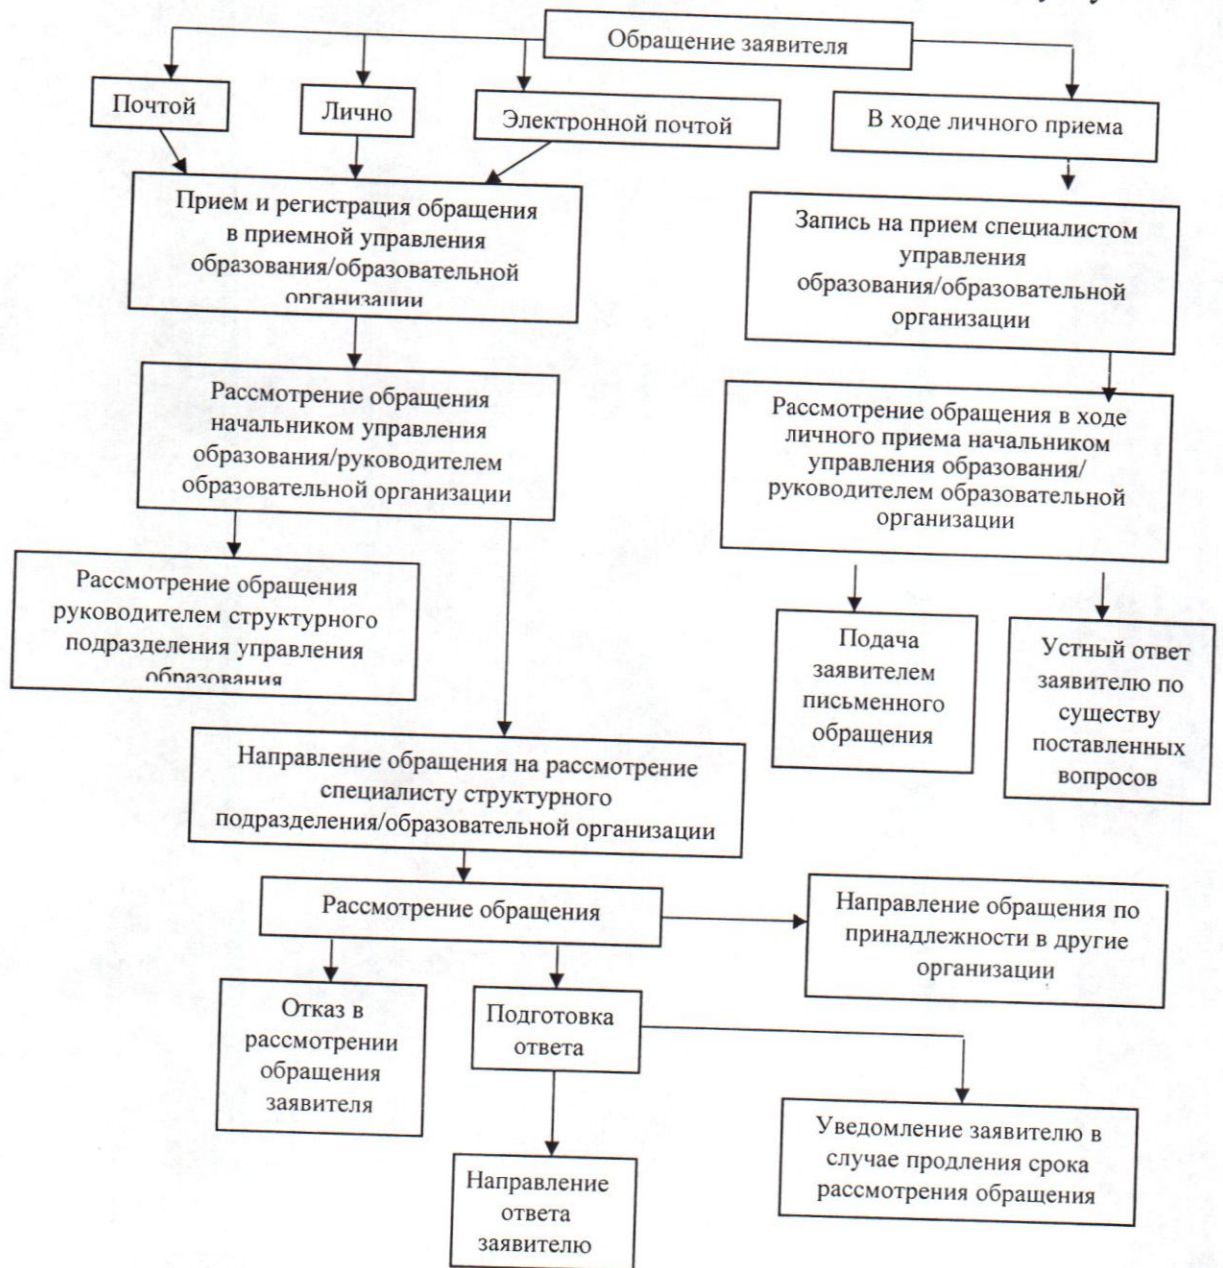 Обращение заявителя
Почтой
Лично
Электронной почтой
В ходе личного приема
Прием и регистрация обращения
в приемной управления
образования/образовательной
организации
Запись на прием специалистом
управления
образования/образовательной
организации
Рассмотрение обращения
начальником управления
образования/руководителем
образовательной организации
Рассмотрение обращения в ходе
личного приема начальником
управления образования/
руководителем образовательной
организации
Рассмотрение обращения
руководителем структурного
подразделения управления
образования
Подача
заявителем
письменного
обращения
Устный ответ
заявителю по
существу
поставленных
вопросов
Направление обращения на рассмотрение
специалисту структурного
подразделения/образовательной организации
Рассмотрение обращения
Направление обращения по
принадлежности в другие
организации
Отказ в
рассмотрении
обращения
заявителя
Подготовка
ответа
Уведомление заявителю в
случае продления срока
рассмотрения обращения
Направление
ответа
заявителю